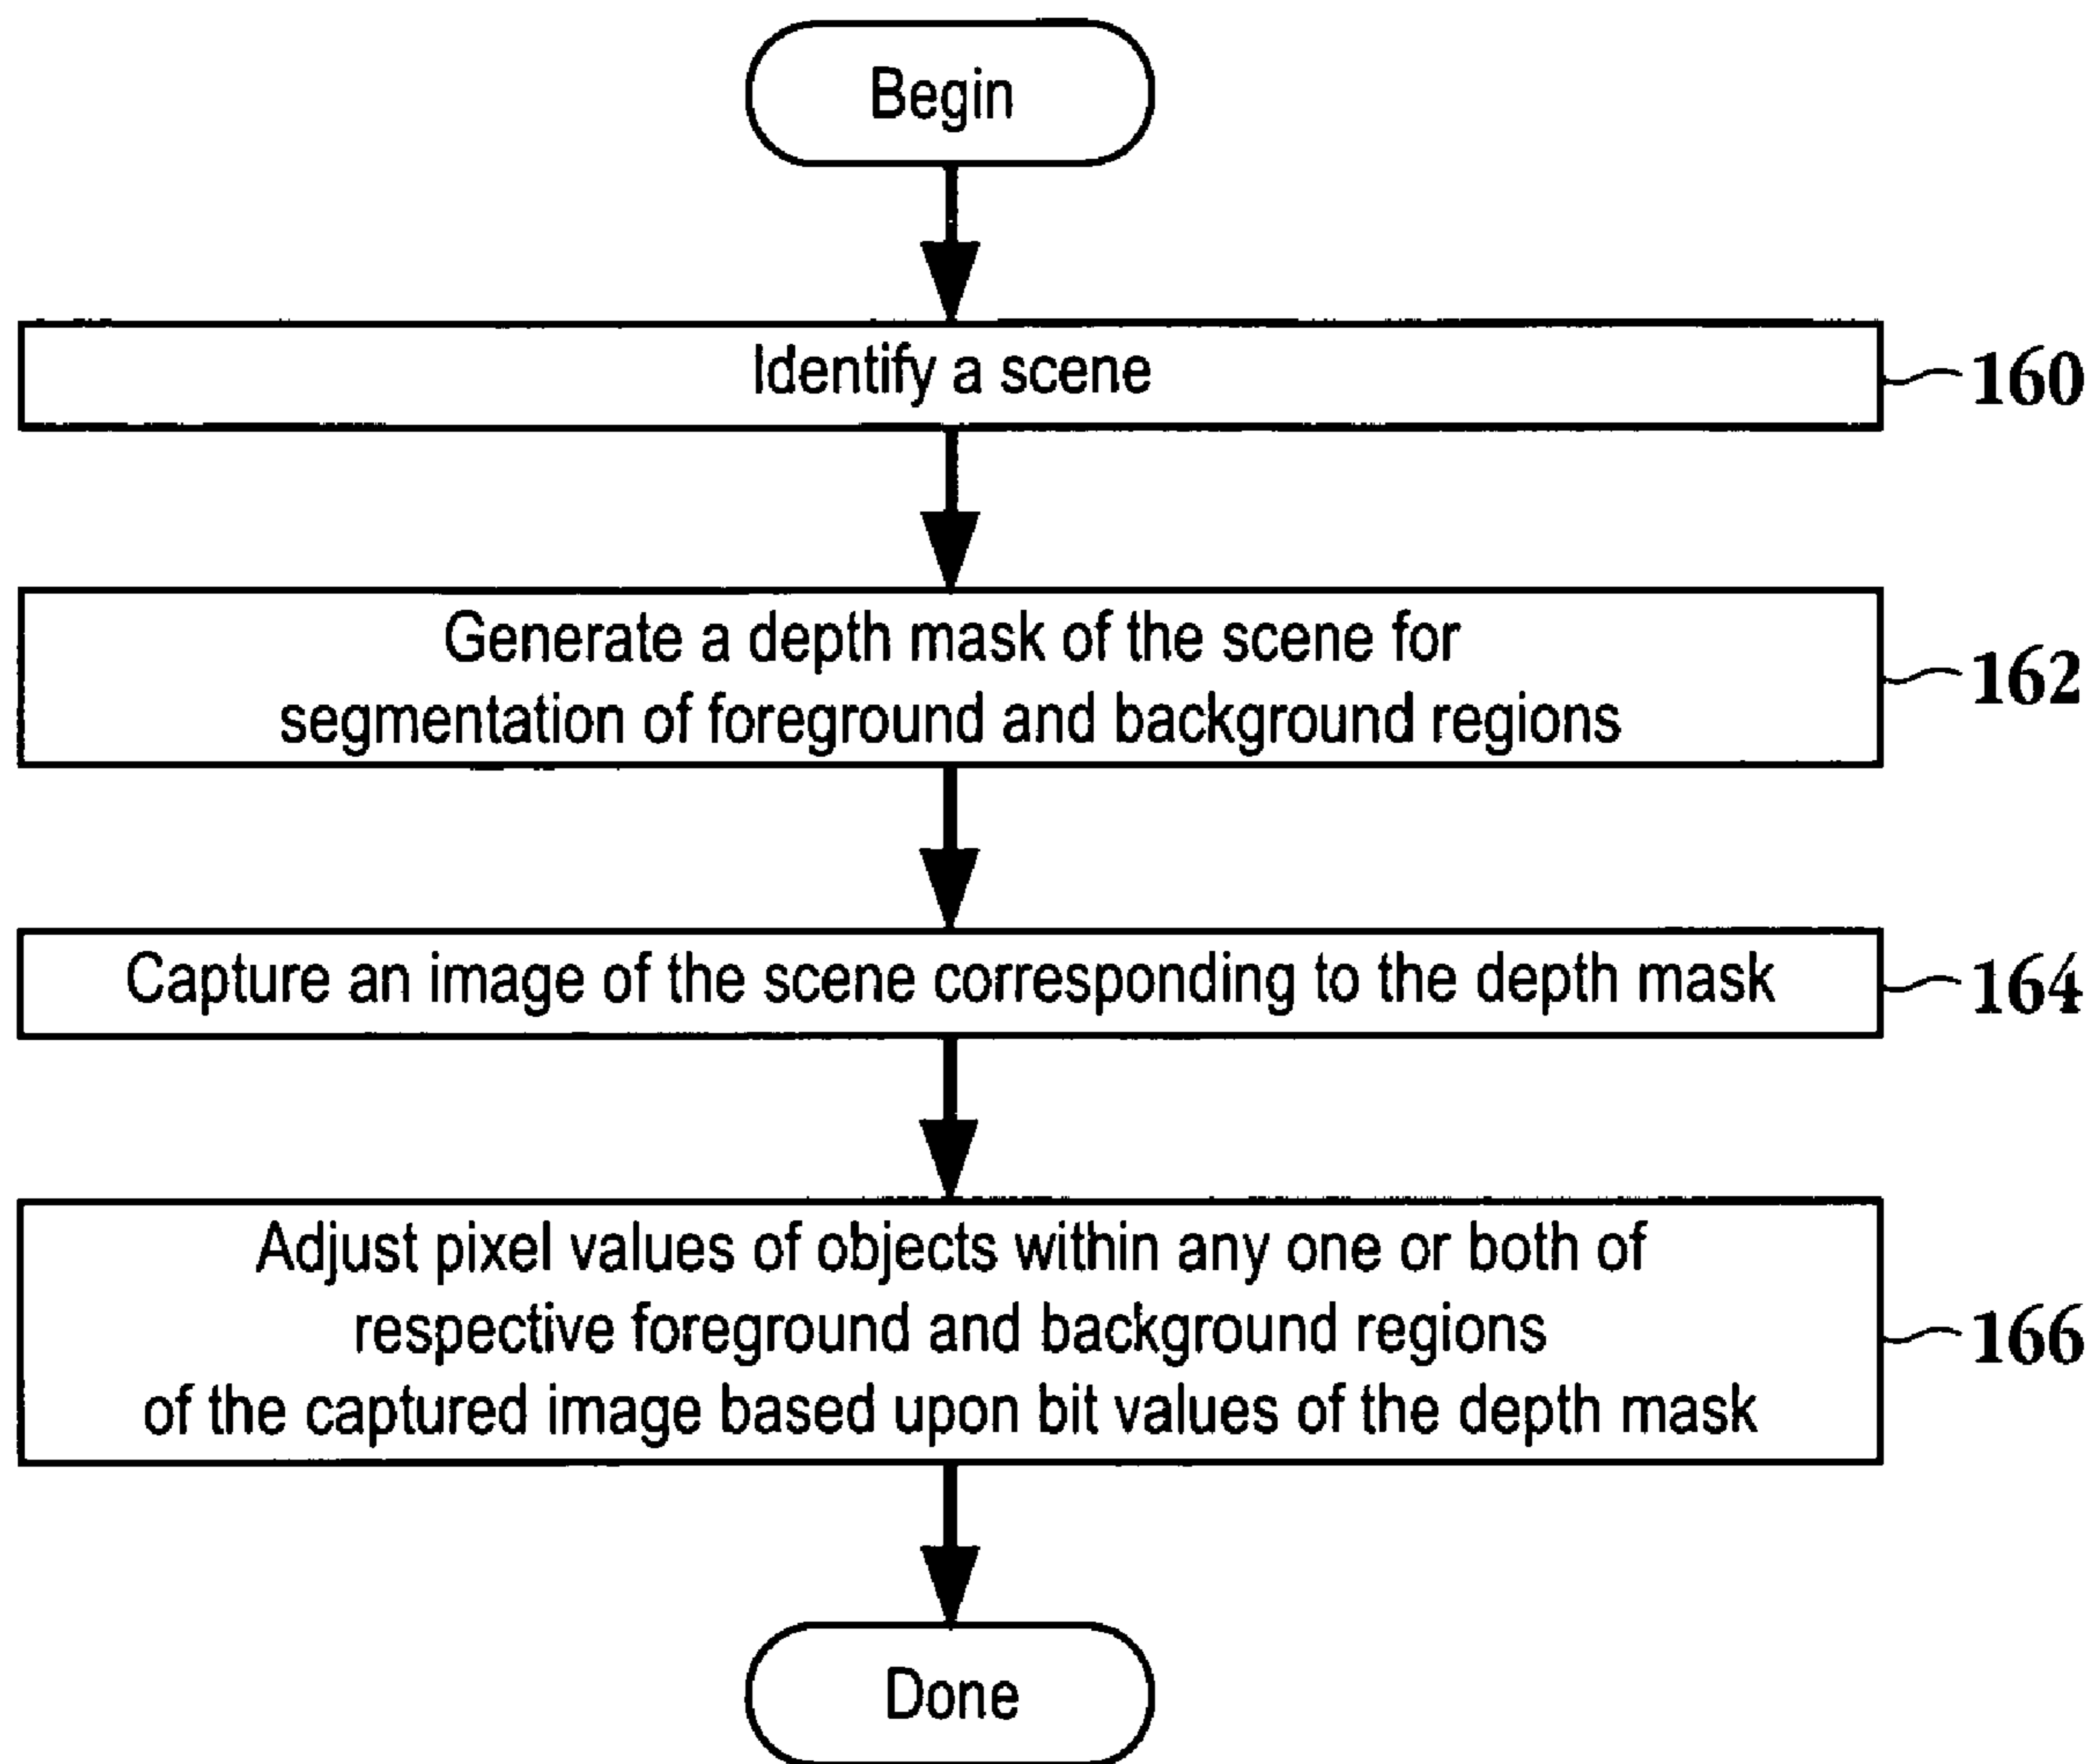 Begin
Identify a scene
160
Generate a depth mask of the scene for
segmentation of foreground and background regions
162
Capture an image of the scene corresponding to the depth mask
164
Adjust pixel values of objects within any one or both of
respective foreground and background regions
of the captured image based upon bit values of the depth mask
166
Done